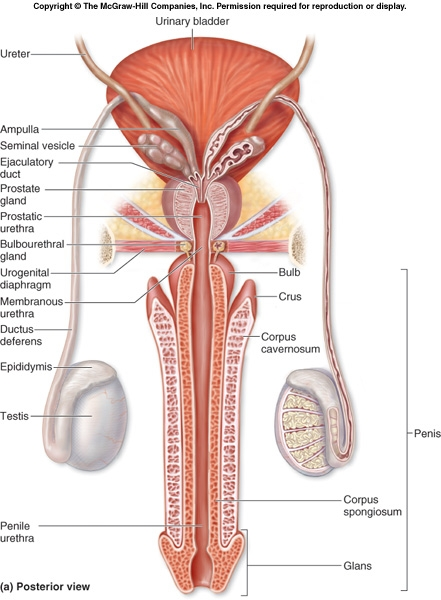 Copyright © The McGraw-Hill Companies, Inc. Permission required for reproduction or display.
Urinary bladder
Ureter
Ampulla
Seminal vesicle
Ejaculatory
duct
Prostate
gland
Prostatic
urethra
Bulbourethral
gland
Urogenital
diaphragm
Membranous
urethra
Ductus
deferens
Epididymis
Testis
Penile
urethra
Bulb
Crus
Corpus
cavernosum
Penis
Corpus
spongiosum
Glans
(a) Posterior view